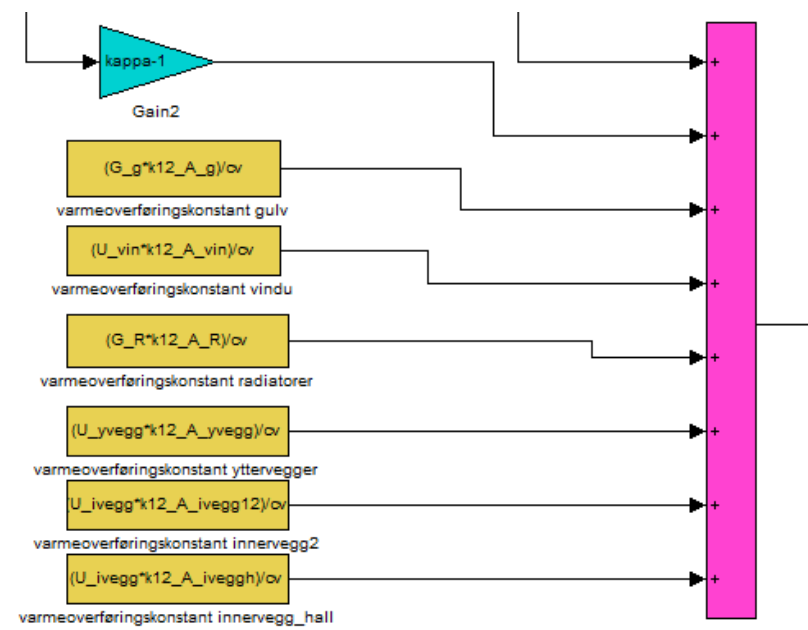 kappa-1
+
Gain2
+
(G_g*k12_A_g)/cv
varmeoverføringskonstant gulv
+
(U_vin*k12_A_vin)/cv
varmeoverføringskonstant vindu
+
(G_R*k12_A_R)/cv
varmeoverføringskonstant radiatorer
+
(U_yvegg*k12_A_yvegg)/cv
varmeoverføringskonstant yttervegger
+
(U_ivegg*k12_A_ivegg12)/cv
varmeoverføringskonstant innervegg2
+
(U_ivegg*k12_A_iveggh)/cv
varmeoverføringskonstant innervegg_hall
+